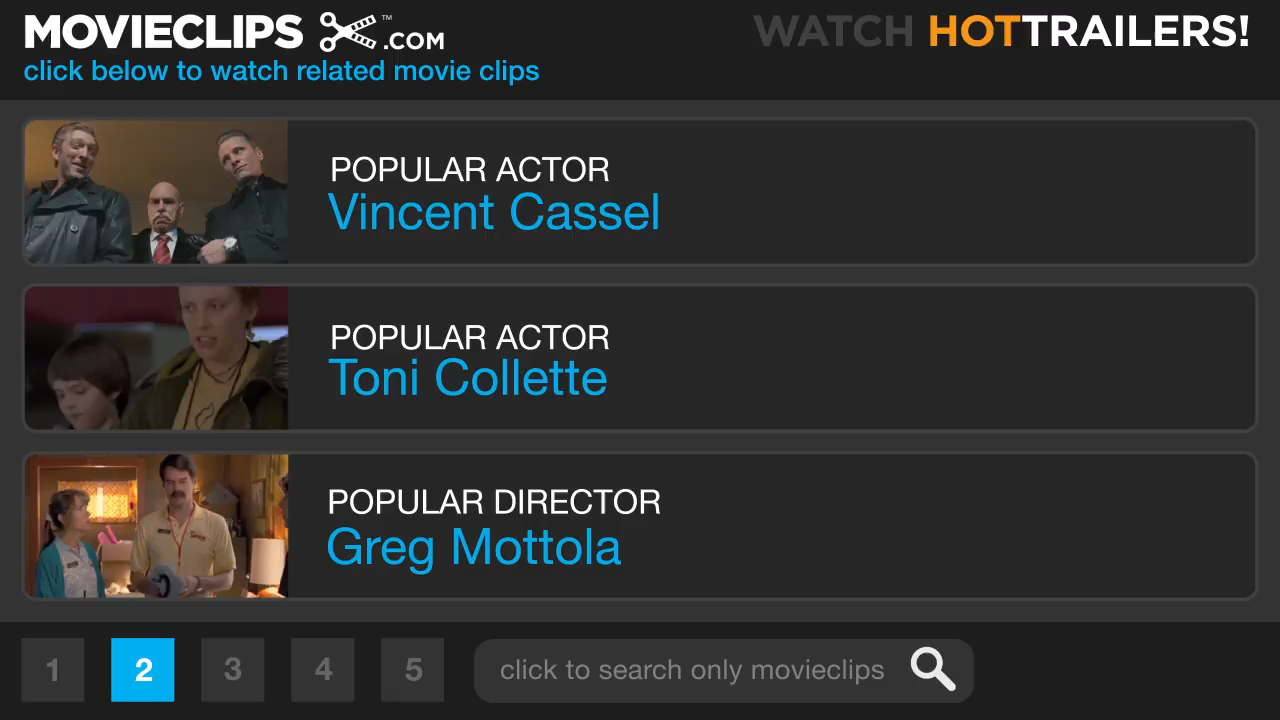 MOVIECLIPS ™ .COM
WATCH HOTTRAILERS!
click below to watch related movie clips
POPULAR ACTOR
Vincent Cassel
POPULAR ACTOR
Toni Collette
POPULAR DIRECTOR
Greg Mottola
1 2 3 4 5
click to search only movieclips